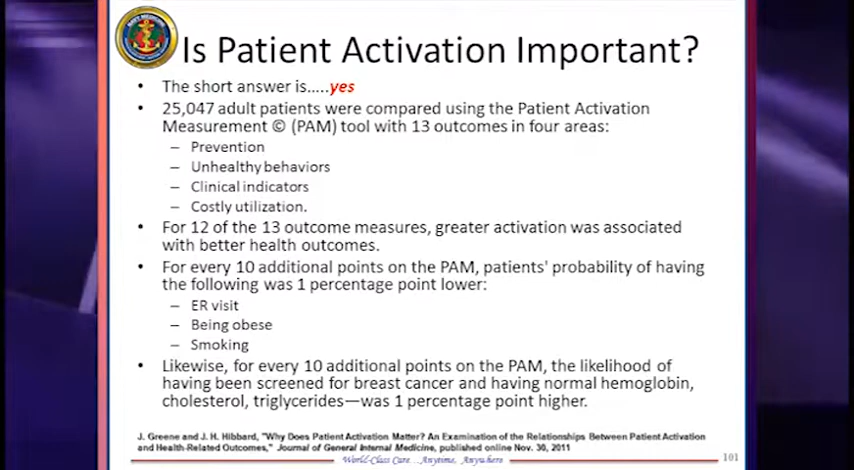 NAVY MEDICINE
Is Patient Activation Important?
• The short answer is.....yes
• 25,047 adult patients were compared using the Patient Activation
Measurement © (PAM) tool with 13 outcomes in four areas:
– Prevention
– Unhealthy behaviors
– Clinical indicators
– Costly utilization.
• For 12 of the 13 outcome measures, greater activation was associated
with better health outcomes.
• For every 10 additional points on the PAM, patients' probability of having
the following was 1 percentage point lower:
– ER visit
– Being obese
– Smoking
• Likewise, for every 10 additional points on the PAM, the likelihood of
having been screened for breast cancer and having normal hemoglobin,
cholesterol, triglycerides—was 1 percentage point higher.
J. Greene and J. H. Hibbard, "Why Does Patient Activation Matter? An Examination of the Relationships Between Patient Activation
and Health-Related Outcomes," Journal of General Internal Medicine, published online Nov. 30, 2011
World-Class Care...Anytime, Anywhere
101